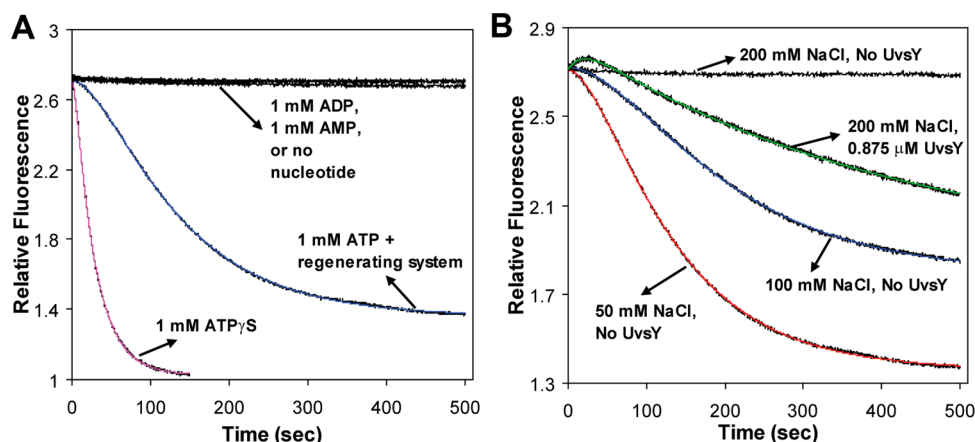 A
Relative Fluorescence
3
2.6
2.2
1.8
1.4
1
1 mM ADP,
1 mM AMP,
or no
nucleotide
1 mM ATP +
regenerating system
1 mM ATPγS
0 100 200 300 400 500
Time (sec)
B
Relative Fluorescence
2.9
2.5
2.1
1.7
1.3
200 mM NaCl, No UvsY
200 mM NaCl,
0.875 μM UvsY
100 mM NaCl, No UvsY
50 mM NaCl,
No UvsY
0 100 200 300 400 500
Time (sec)